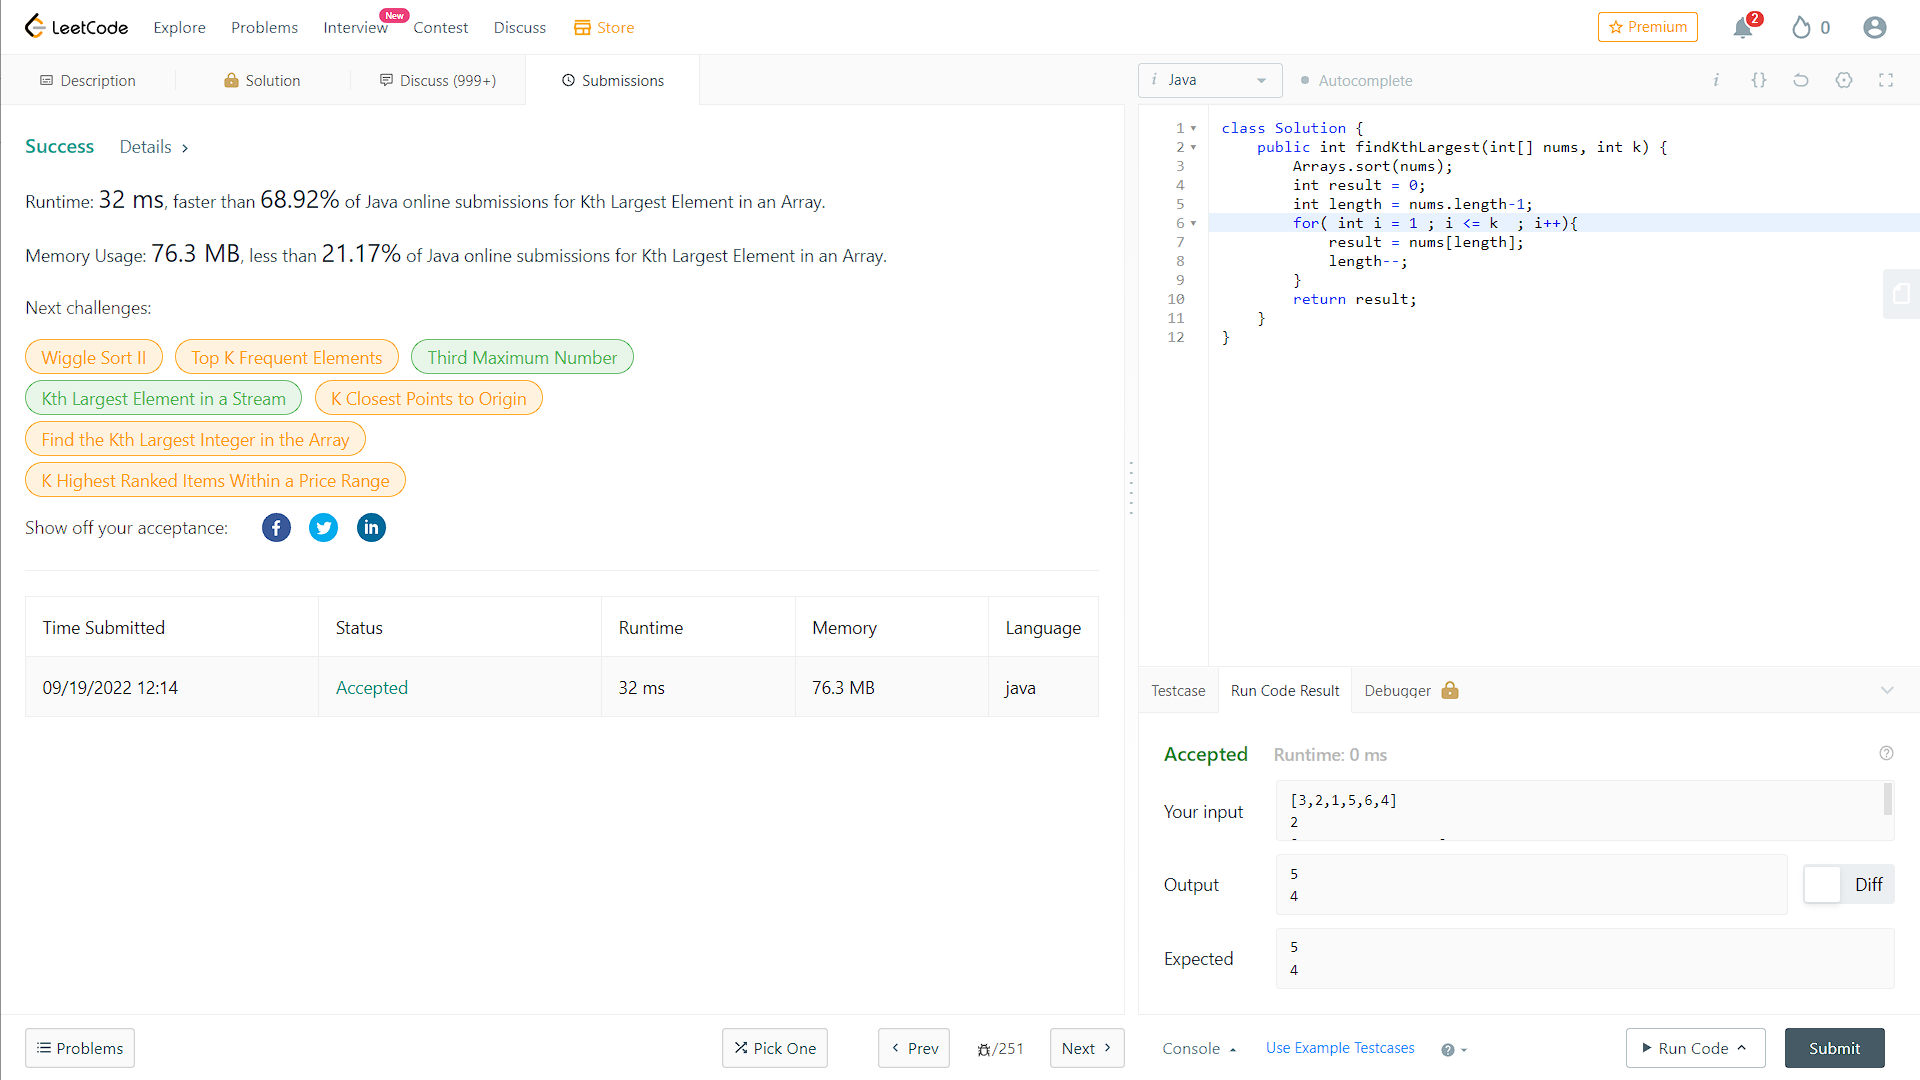 LeetCode Explore Problems Interview New Contest Discuss Store Premium 2 0
Description Solution Discuss (999+) Submissions
Success Details >
Runtime: 32 ms, faster than 68.92% of Java online submissions for Kth Largest Element in an Array.
Memory Usage: 76.3 MB, less than 21.17% of Java online submissions for Kth Largest Element in an Array.
Next challenges:
Wiggle Sort II Top K Frequent Elements Third Maximum Number
Kth Largest Element in a Stream K Closest Points to Origin
Find the Kth Largest Integer in the Array
K Highest Ranked Items Within a Price Range
Show off your acceptance:
Time Submitted Status Runtime Memory Language
09/19/2022 12:14 Accepted 32 ms 76.3 MB java
i Java Autocomplete i {}
1 class Solution {
2     public int findKthLargest(int[] nums, int k) {
3         Arrays.sort(nums);
4         int result = 0;
5         int length = nums.length-1;
6         for( int i = 1 ; i <= k  ; i++){
7             result = nums[length];
8             length--;
9         }
10         return result;
11     }
12 }
Testcase Run Code Result Debugger
Accepted Runtime: 0 ms
Your input
[3,2,1,5,6,4]
2
Output
5
4
Diff
Expected
5
4
Problems Pick One < Prev /251 Next > Console Use Example Testcases Run Code Submit